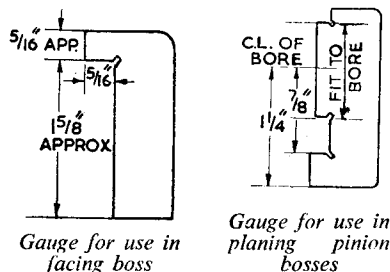 5/16" APP.
5/16"
1 5/8"
APPROX
Gauge for use in
facing boss
C.L. OF
BORE
FIT TO
BORE
7/8"
1 1/4"
Gauge for use in
planing pinion
bosses